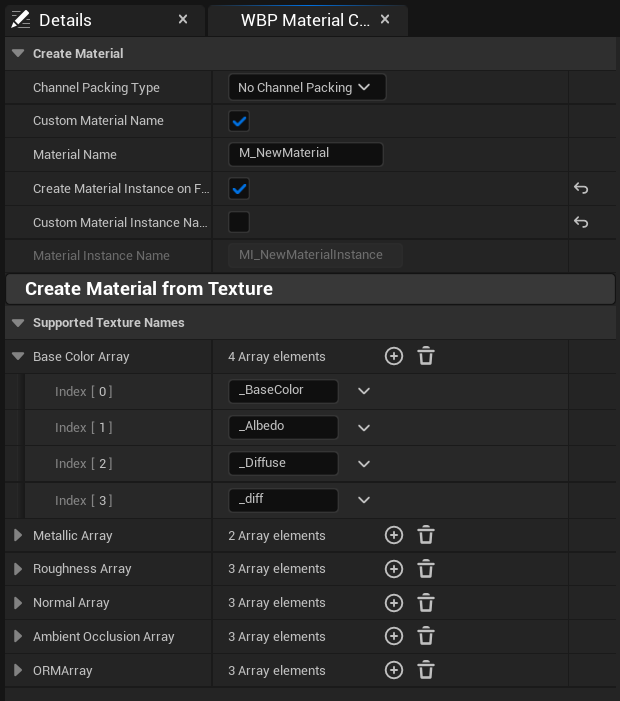 Details
WBP Material C...
Create Material
Channel Packing Type No Channel Packing
Custom Material Name
Material Name M_NewMaterial
Create Material Instance on F...
Custom Material Instance Na...
Material Instance Name MI_NewMaterialInstance
Create Material from Texture
Supported Texture Names
Base Color Array 4 Array elements
Index [ 0 ] _BaseColor
Index [ 1 ] _Albedo
Index [ 2 ] _Diffuse
Index [ 3 ] _diff
Metallic Array 2 Array elements
Roughness Array 3 Array elements
Normal Array 3 Array elements
Ambient Occlusion Array 3 Array elements
ORMArray 3 Array elements